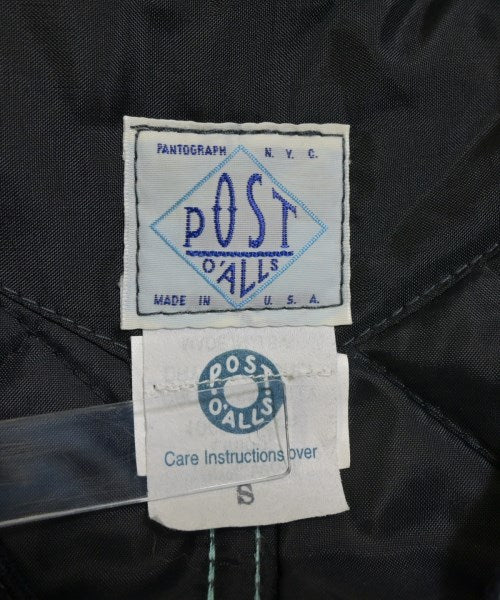 PANTOGRAPH N.Y.C.
POST
O'ALLS
MADE IN U.S.A.
POST
O'ALLS
Care Instructions over
S